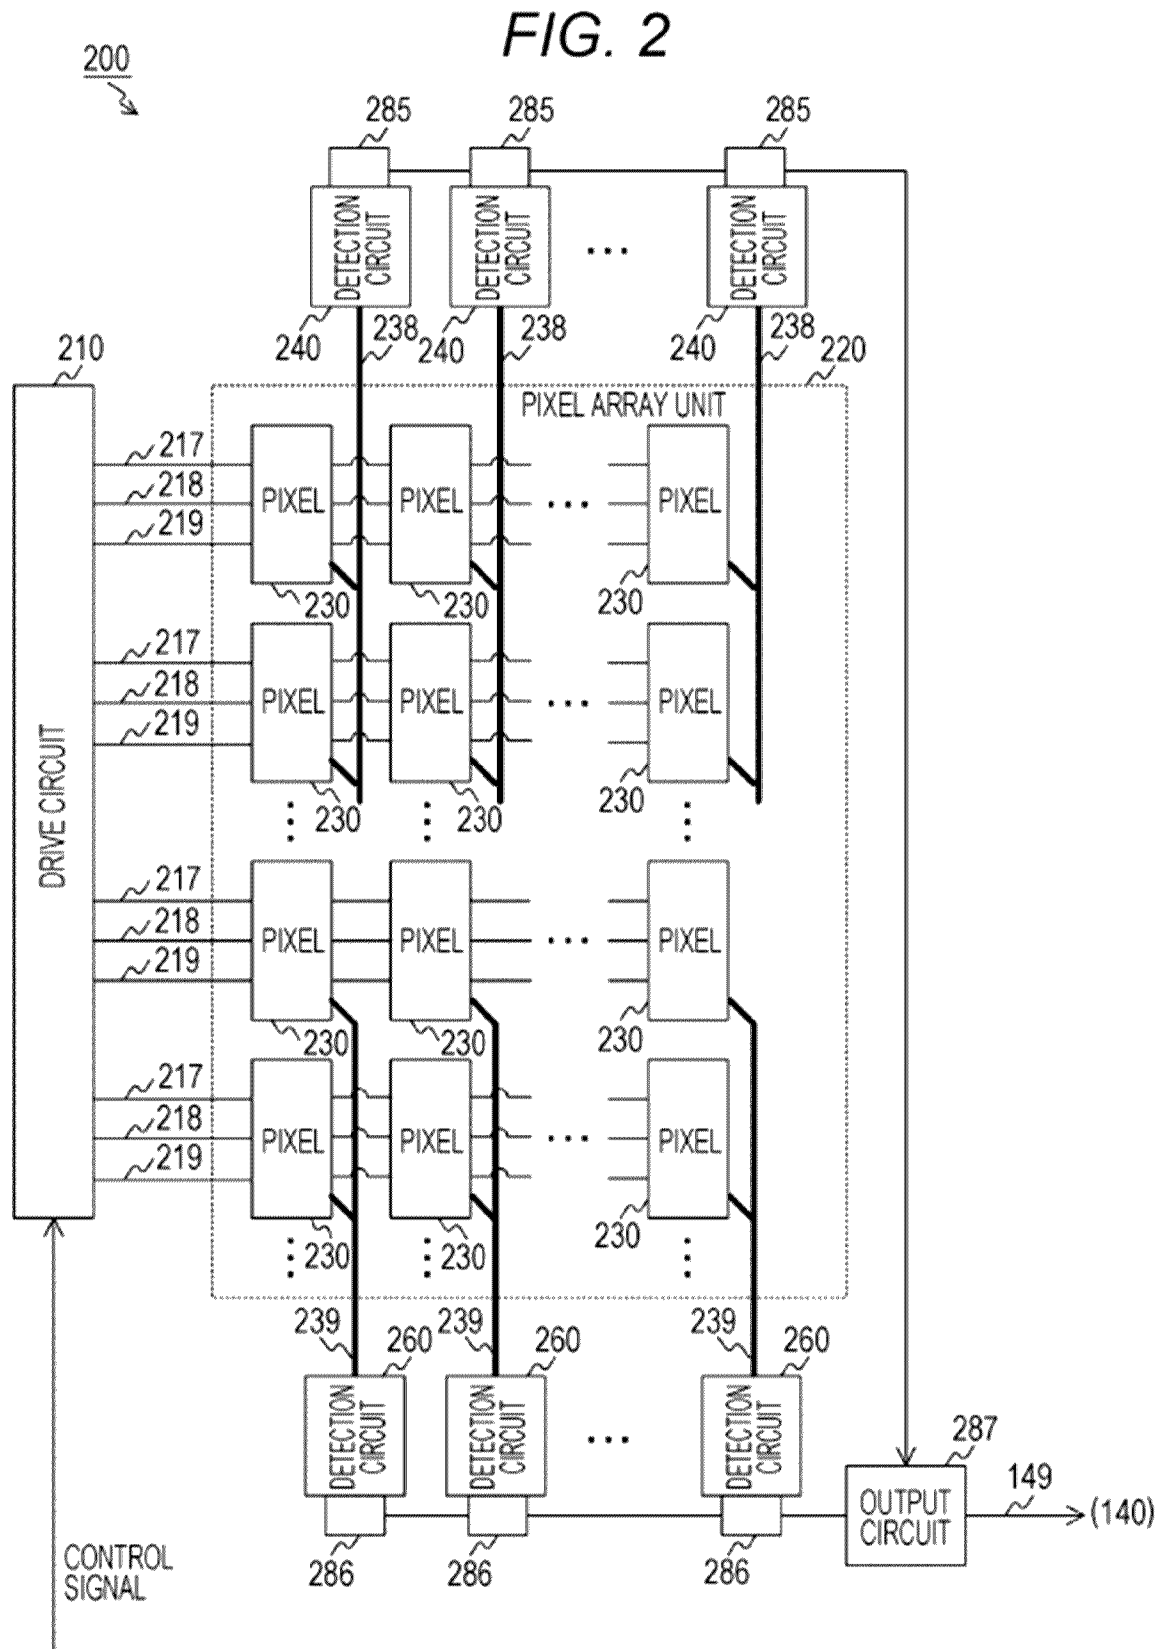 FIG. 2
200
285 285 285
DETECTION CIRCUIT DETECTION CIRCUIT ... DETECTION CIRCUIT
240 238 240 238 240 238
210 220
PIXEL ARRAY UNIT
217
218 PIXEL PIXEL ... PIXEL
219
230 230 230
217
218 PIXEL PIXEL ... PIXEL
219
230 230 230
DRIVE CIRCUIT
217
218 PIXEL PIXEL ... PIXEL
219
230 230 230
217
218 PIXEL PIXEL ... PIXEL
219
230 230 230
239 260 239 260 239 260
DETECTION CIRCUIT DETECTION CIRCUIT ... DETECTION CIRCUIT
287
OUTPUT
CIRCUIT
149
(140)
286 286 286
CONTROL
SIGNAL